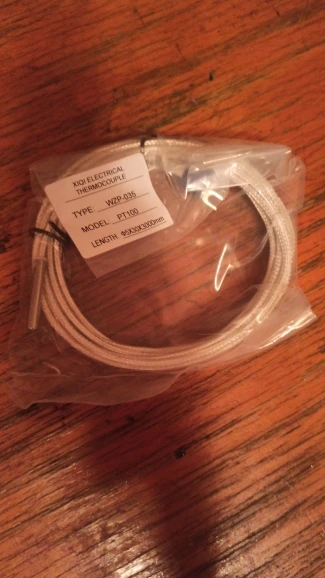 XIQI ELECTRICAL
THERMOCOUPLE
TYPE WZP-035
MODEL PT100
LENGTH Φ5X30X3000mm